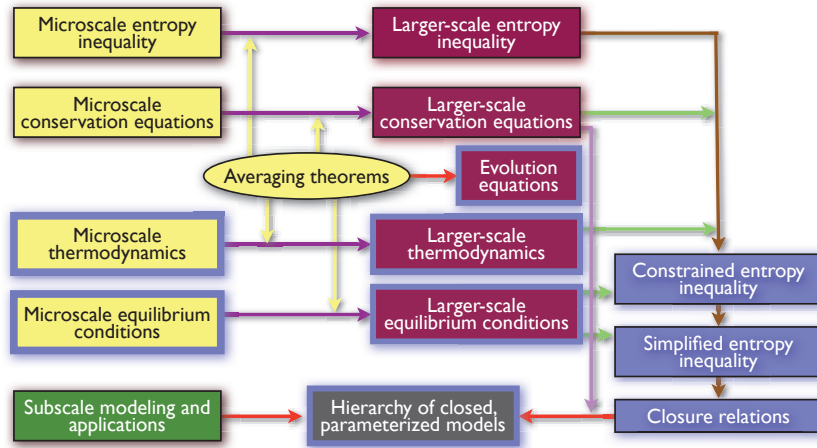 Microscale entropy
inequality
Larger-scale entropy
inequality
Microscale
conservation equations
Larger-scale
conservation equations
Averaging theorems
Evolution
equations
Microscale
thermodynamics
Larger-scale
thermodynamics
Constrained entropy
inequality
Microscale equilibrium
conditions
Larger-scale
equilibrium conditions
Simplified entropy
inequality
Subscale modeling and
applications
Hierarchy of closed,
parameterized models
Closure relations